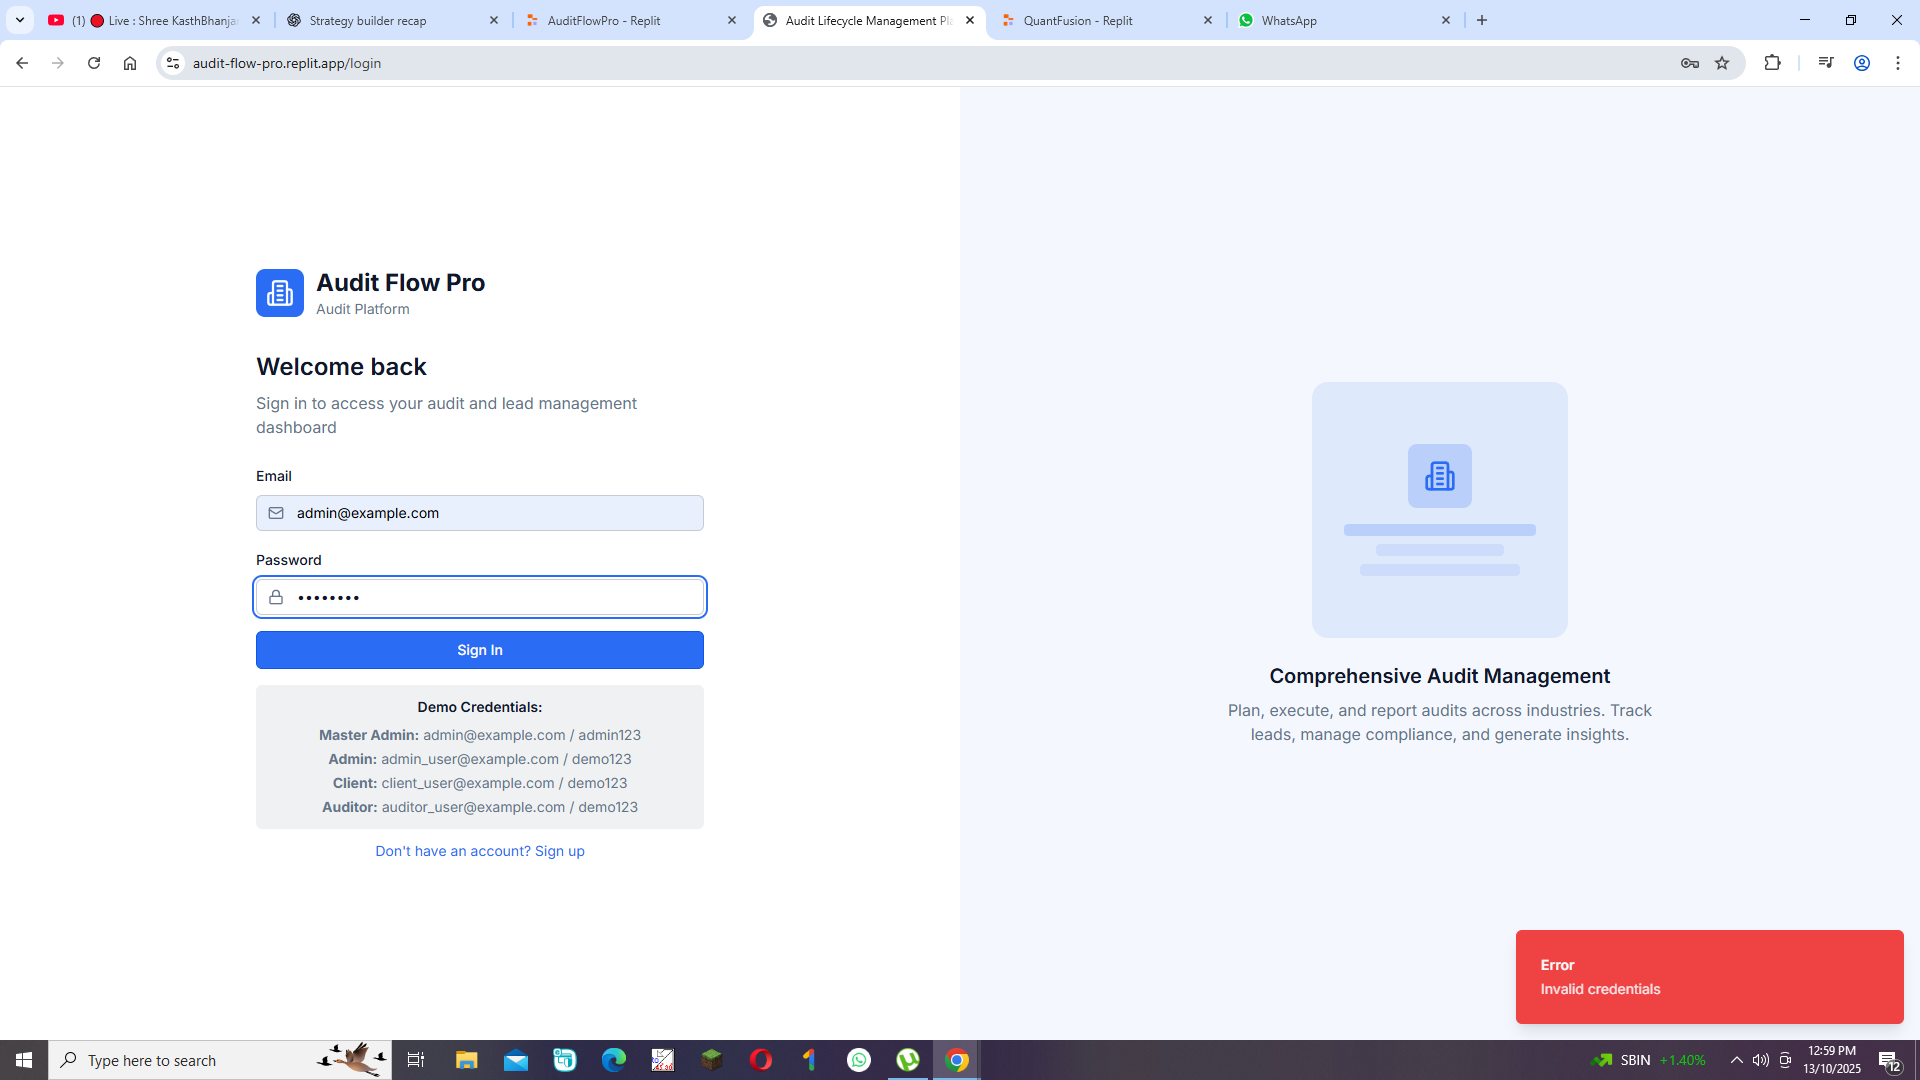 (1) 🔴 Live : Shree KasthBhanja
Strategy builder recap
AuditFlowPro - Replit
Audit Lifecycle Management Pla
QuantFusion - Replit
WhatsApp
audit-flow-pro.replit.app/login
Audit Flow Pro
Audit Platform
Welcome back
Sign in to access your audit and lead management
dashboard
Email
admin@example.com
Password
••••••••
Sign In
Demo Credentials:
Master Admin: admin@example.com / admin123
Admin: admin_user@example.com / demo123
Client: client_user@example.com / demo123
Auditor: auditor_user@example.com / demo123
Don't have an account? Sign up
Comprehensive Audit Management
Plan, execute, and report audits across industries. Track
leads, manage compliance, and generate insights.
Error
Invalid credentials
Type here to search
SBIN +1.40%
12:59 PM
13/10/2025
12